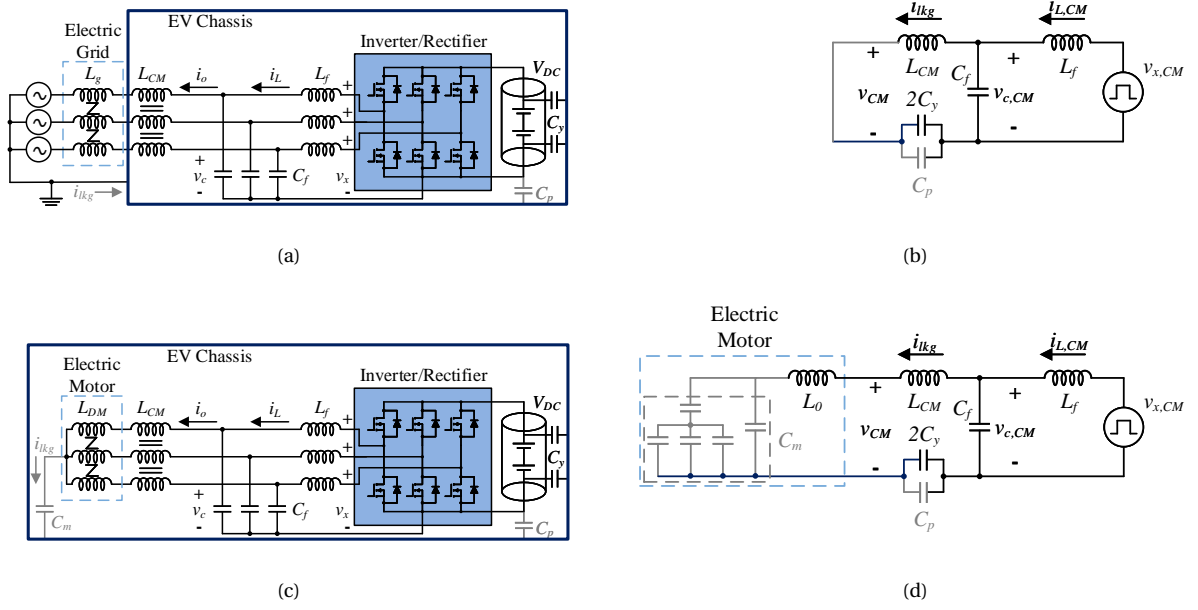 EV Chassis
Electric
Grid
Inverter/Rectifier
L_g
L_CM
i_o
i_L
L_f
V_DC
+
+
+
C_y
+
v_c
-
C_f
v_x
-
C_p
i_lkg
(a)
i_lkg
i_L,CM
+
L_CM
C_f
+
L_f
v_x,CM
v_CM
2C_y
v_c,CM
-
-
C_p
(b)
EV Chassis
Electric
Motor
Inverter/Rectifier
L_DM
L_CM
i_o
i_L
L_f
V_DC
+
+
+
C_y
i_lkg
+
v_c
-
C_f
v_x
-
C_m
C_p
(c)
Electric
Motor
i_lkg
i_L,CM
L_0
+
L_CM
C_f
+
L_f
v_x,CM
C_m
v_CM
2C_y
v_c,CM
-
-
C_p
(d)